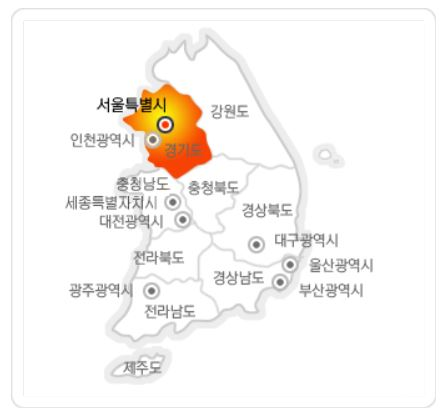 서울특별시
강원도
인천광역시
경기도
충청남도
충청북도
세종특별자치시
경상북도
대전광역시
대구광역시
전라북도
울산광역시
경상남도
광주광역시
부산광역시
전라남도
제주도